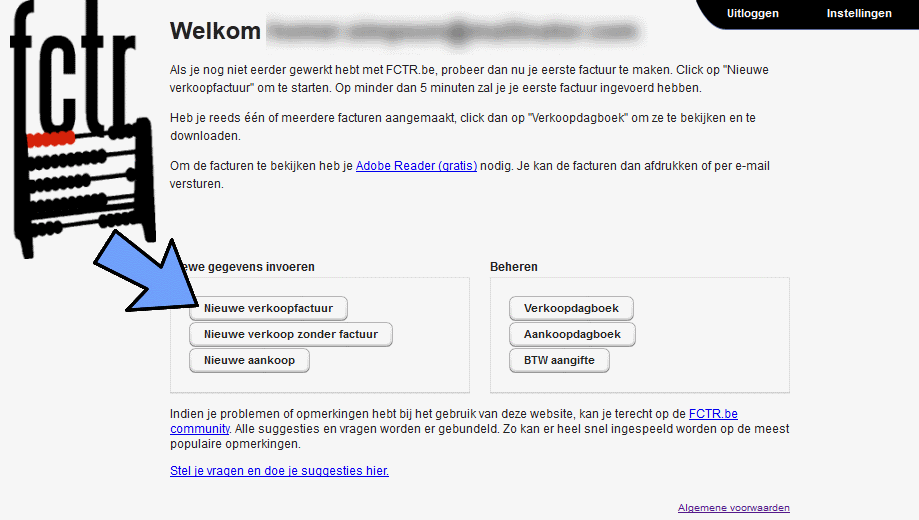 fctr
Uitloggen Instellingen
Welkom
Als je nog niet eerder gewerkt hebt met FCTR.be, probeer dan nu je eerste factuur te maken. Click op "Nieuwe
verkoopfactuur" om te starten. Op minder dan 5 minuten zal je je eerste factuur ingevoerd hebben.
Heb je reeds één of meerdere facturen aangemaakt, click dan op "Verkoopdagboek" om ze te bekijken en te
downloaden.
Om de facturen te bekijken heb je Adobe Reader (gratis) nodig. Je kan de facturen dan afdrukken of per e-mail
versturen.
ewe gegevens invoeren
Nieuwe verkoopfactuur
Nieuwe verkoop zonder factuur
Nieuwe aankoop
Beheren
Verkoopdagboek
Aankoopdagboek
BTW aangifte
Indien je problemen of opmerkingen hebt bij het gebruik van deze website, kan je terecht op de FCTR.be
community. Alle suggesties en vragen worden er gebundeld. Zo kan er heel snel ingespeeld worden op de meest
populaire opmerkingen.
Stel je vragen en doe je suggesties hier.
Algemene voorwaarden